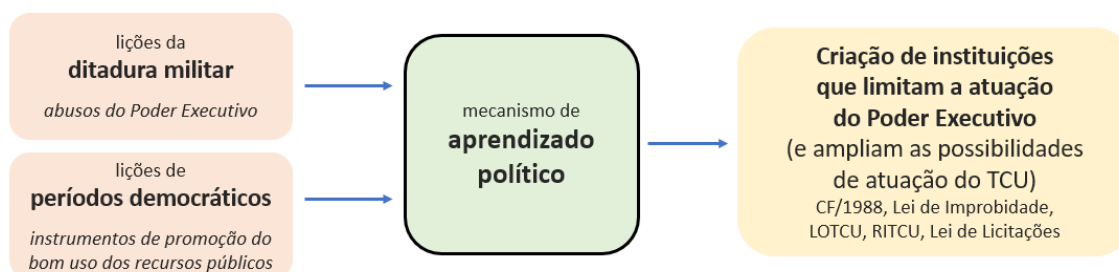 lições da
ditadura militar
abusos do Poder Executivo
lições de
períodos democráticos
instrumentos de promoção do
bom uso dos recursos públicos
mecanismo de
aprendizado
político
Criação de instituições
que limitam a atuação
do Poder Executivo
(e ampliam as possibilidades
de atuação do TCU)
CF/1988, Lei de Improbidade,
LOTCU, RITCU, Lei de Licitações